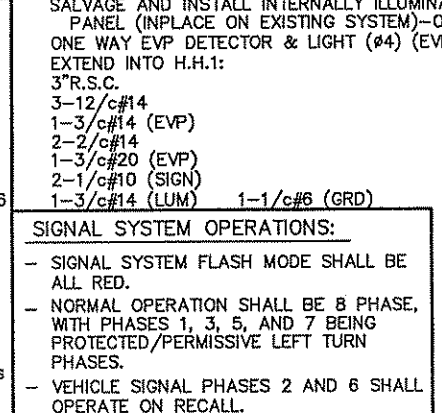 SALVAGE AND INSTALL INTERNALLY
PANEL (INPLACE ON EXISTING SYSTEM)-
ONE WAY EVP DETECTOR & LIGHT (ø4)
EXTEND INTO H.H.1:
3"R.S.C.
3-12/c#14
1-3/c#14 (EVP)
2-2/c#14
1-3/c#20 (EVP)
2-1/c#10 (SIGN)
1-3/c#14 (LUM) 1-1/c#6 (GRD)
SIGNAL SYSTEM OPERATIONS:
- SIGNAL SYSTEM FLASH MODE SHALL BE
ALL RED.
- NORMAL OPERATION SHALL BE 8 PHASE,
WITH PHASES 1, 3, 5, AND 7 BEING
PROTECTED/PERMISSIVE LEFT TURN
PHASES.
- VEHICLE SIGNAL PHASES 2 AND 6 SHALL
OPERATE ON RECALL.